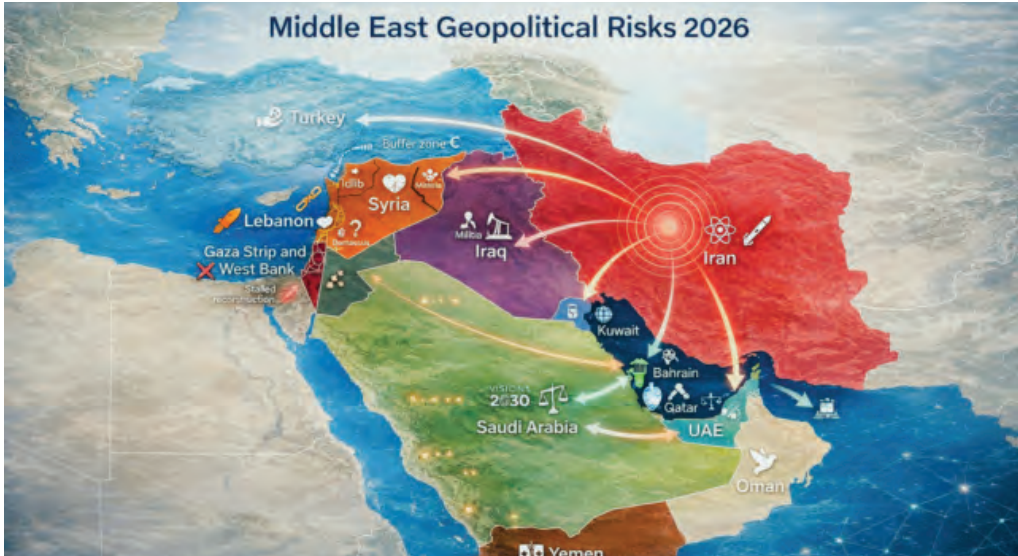 Middle East Geopolitical Risks 2026
Turkey
Buffer zone
Idlib
Militia
Syria
Lebanon
Militia
Iraq
Iran
Gaza Strip and
West Bank
Stalled
reconstruction
Kuwait
Bahrain
VISION
2030
Qatar
Saudi Arabia
UAE
Oman
Yemen